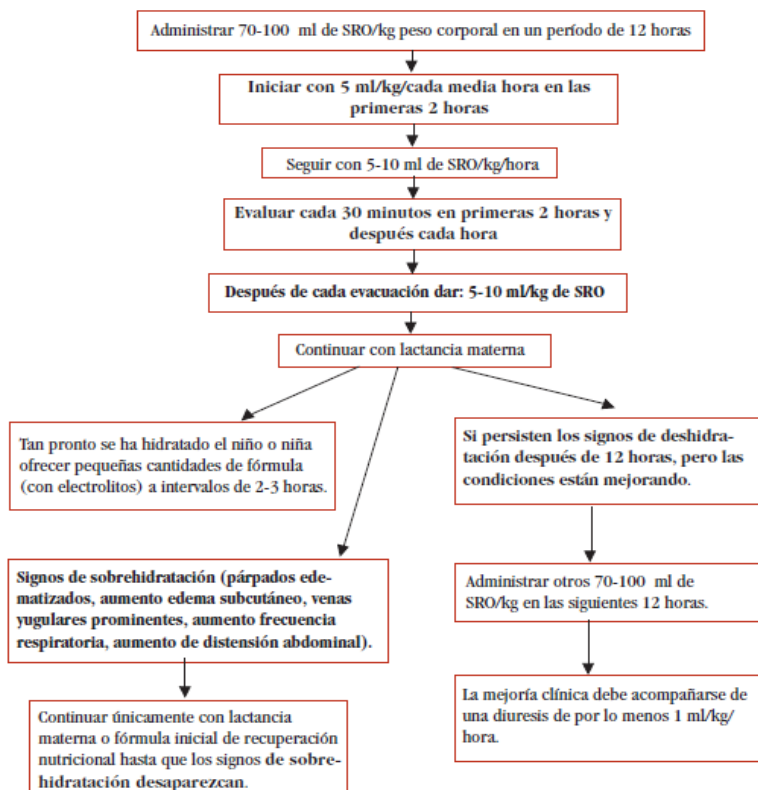 Administrar 70-100 ml de SRO/kg peso corporal en un período de 12 horas
Iniciar con 5 ml/kg/cada media hora en las
primeras 2 horas
Seguir con 5-10 ml de SRO/kg/hora
Evaluar cada 30 minutos en primeras 2 horas y
después cada hora
Después de cada evacuación dar: 5-10 ml/kg de SRO
Continuar con lactancia materna
Tan pronto se ha hidratado el niño o niña
ofrecer pequeñas cantidades de fórmula
(con electrolitos) a intervalos de 2-3 horas.
Si persisten los signos de deshidra-
tación después de 12 horas, pero las
condiciones están mejorando.
Signos de sobrehidratación (párpados ede-
matizados, aumento edema subcutáneo, venas
yugulares prominentes, aumento frecuencia
respiratoria, aumento de distensión abdominal).
Administrar otros 70-100 ml de
SRO/kg en las siguientes 12 horas.
Continuar únicamente con lactancia
materna o fórmula inicial de recuperación
nutricional hasta que los signos de sobre-
hidratación desaparezcan.
La mejoría clínica debe acompañarse de
una diuresis de por lo menos 1 ml/kg/
hora.